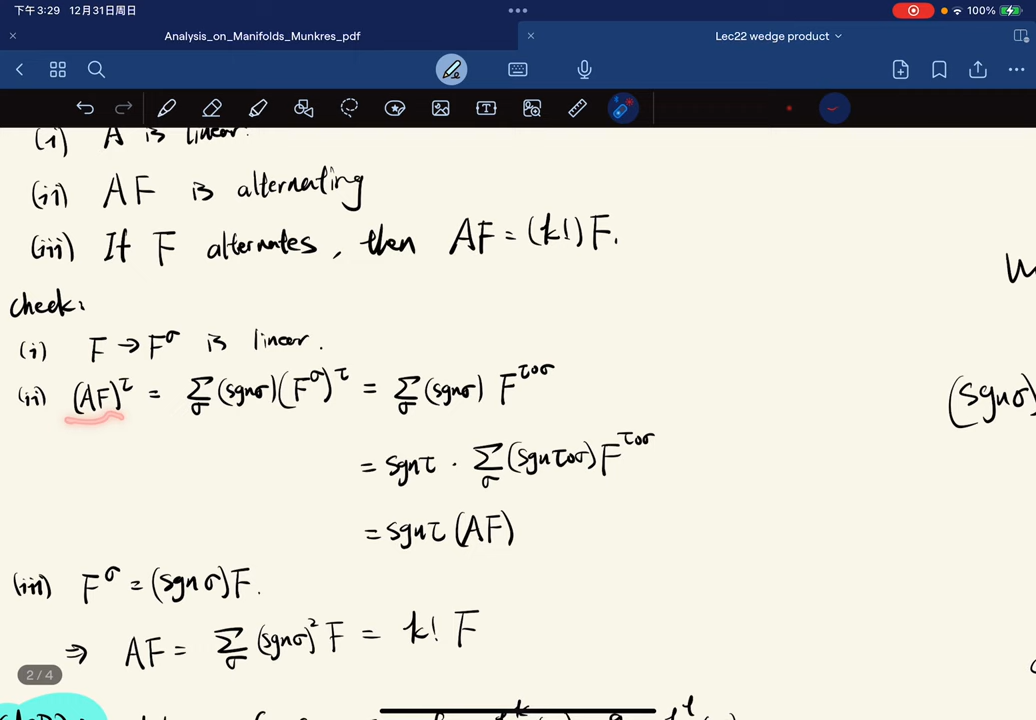 下午 3:29 12月31日周日
100%
Analysis_on_Manifolds_Munkres_pdf
Lec22 wedge product
(i) A is linear.
(ii) AF is alternating
(iii) If F alternates, then AF = (k!) F.
check:
(i) F → F^σ is linear.
(ii) (AF)^τ = Σ_σ (sgnσ)(F^σ)^τ = Σ_σ (sgnσ) F^{τ∘σ}
(sgnσ)
= sgnτ · Σ_σ (sgnτ∘σ) F^{τ∘σ}
= sgnτ (AF)
(iii) F^σ = (sgnσ)F.
⇒ AF = Σ_σ (sgnσ)² F = k! F
2 / 4